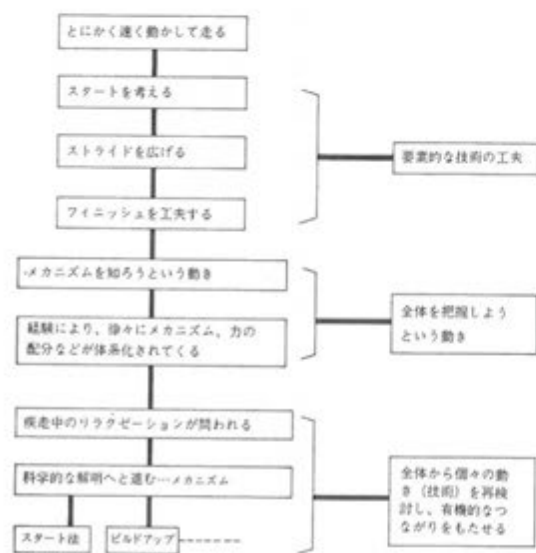 とにかく速く動かして走る
スタートを考える
ストライドを広げる
フィニッシュを工夫する
要素的な技術の工夫
メカニズムを知ろうという動き
経験により、徐々にメカニズム、力の
配分などが体系化されてくる
全体を把握しよう
という動き
疾走中のリラクゼーションが問われる
科学的な解明へと進む…メカニズム
スタート法
ビルドアップ
全体から個々の動
き(技術)を再検
討し、有機的なつ
ながりをもたせる